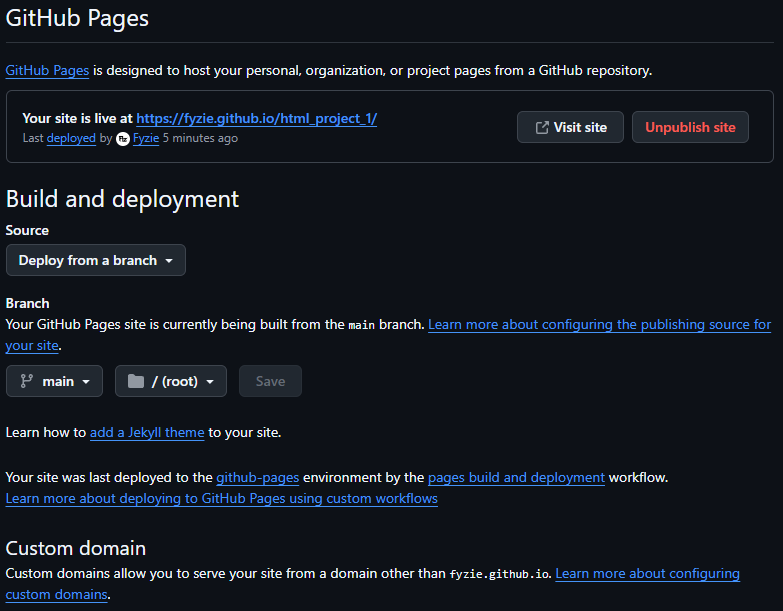 GitHub Pages
GitHub Pages is designed to host your personal, organization, or project pages from a GitHub repository.
Your site is live at https://fyzie.github.io/html_project_1/
Last deployed by Fyzie 5 minutes ago
Visit site
Unpublish site
Build and deployment
Source
Deploy from a branch
Branch
Your GitHub Pages site is currently being built from the main branch. Learn more about configuring the publishing source for
your site.
main
/ (root)
Save
Learn how to add a Jekyll theme to your site.
Your site was last deployed to the github-pages environment by the pages build and deployment workflow.
Learn more about deploying to GitHub Pages using custom workflows
Custom domain
Custom domains allow you to serve your site from a domain other than fyzie.github.io. Learn more about configuring
custom domains.